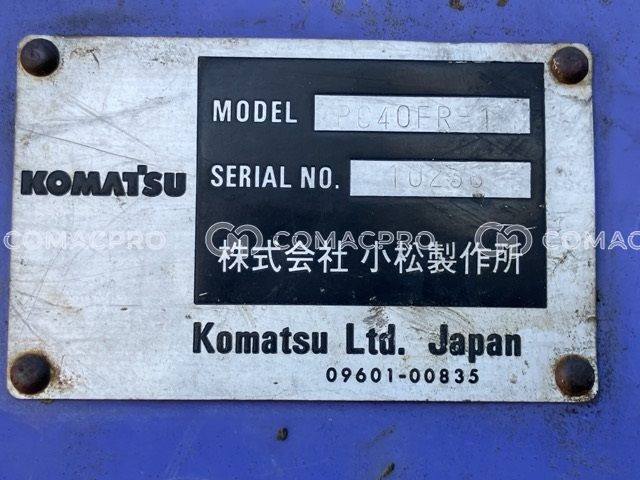 MODEL PC40FR-1
KOMATSU
SERIAL NO.
COMACPRO COMACPRO COMACPRO
株式会社 小松製作所
Komatsu Ltd. Japan
09601-00835